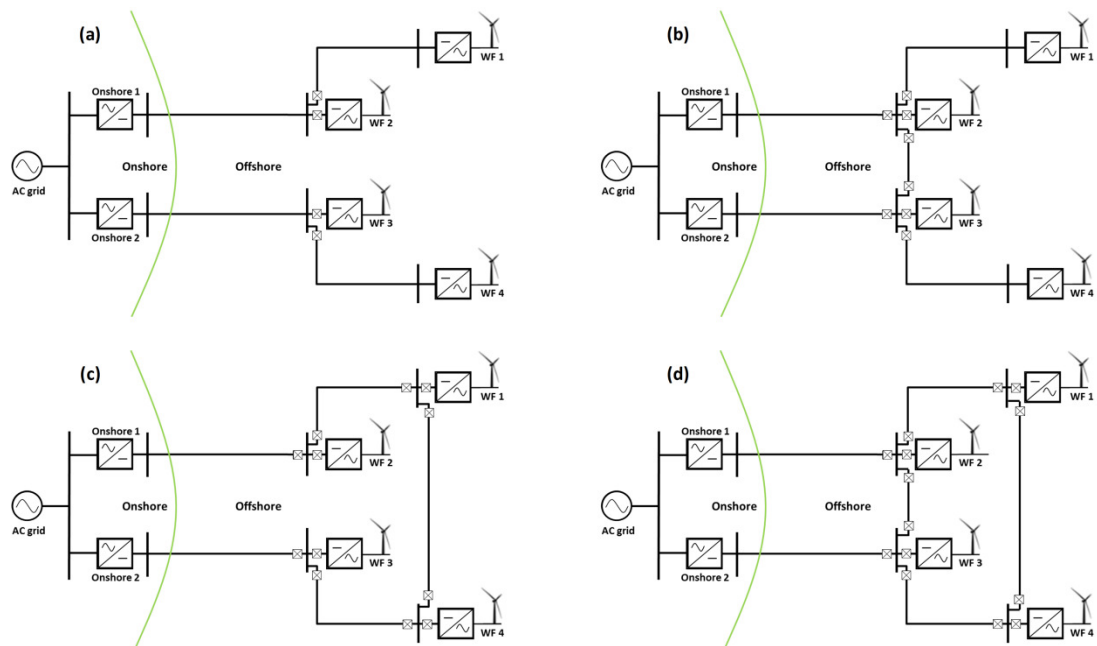 (a)
WF 1
Onshore 1
WF 2
Onshore
Offshore
AC grid
WF 3
Onshore 2
WF 4
(b)
WF 1
Onshore 1
WF 2
Onshore
Offshore
AC grid
WF 3
Onshore 2
WF 4
(c)
WF 1
Onshore 1
WF 2
Onshore
Offshore
AC grid
WF 3
Onshore 2
WF 4
(d)
WF 1
Onshore 1
WF 2
Onshore
Offshore
AC grid
WF 3
Onshore 2
WF 4